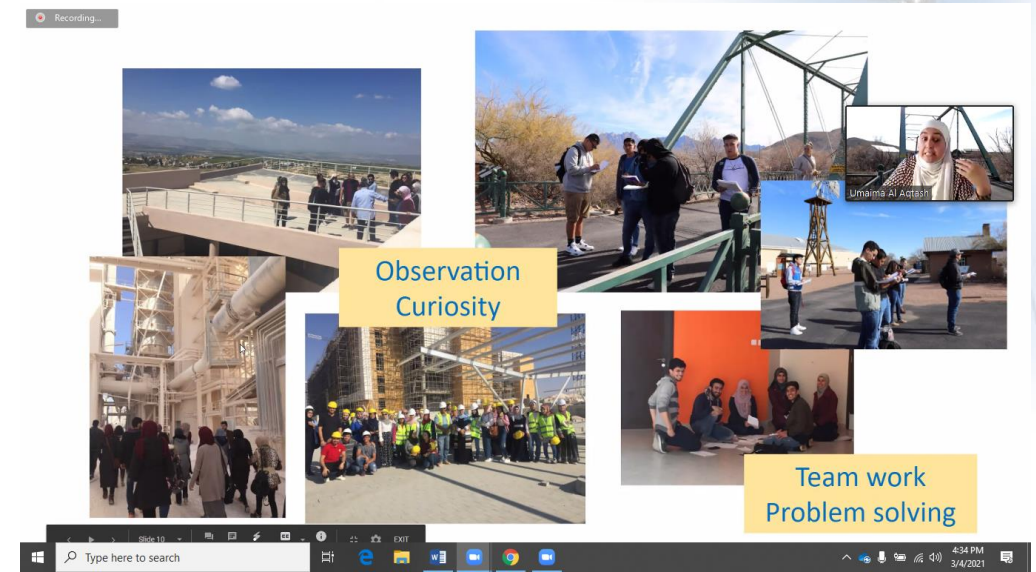 Recording...
Umaima Al Aqtash
Observation
Curiosity
Team work
Problem solving
Slide 10
CC
EXIT
Type here to search
4:34 PM
3/4/2021